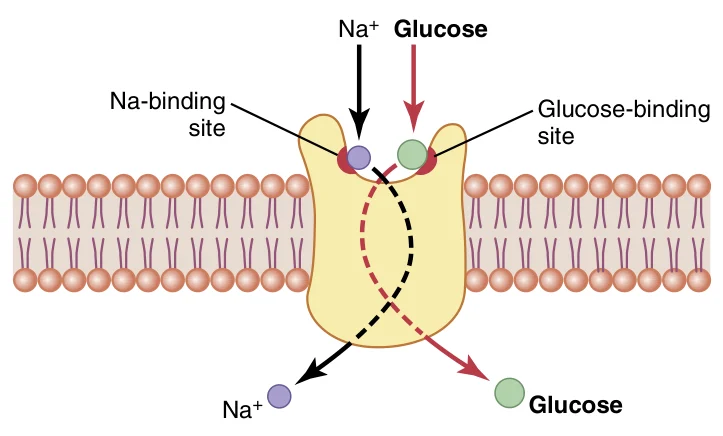 Na⁺ Glucose
Na-binding
site
Glucose-binding
site
Na⁺
Glucose